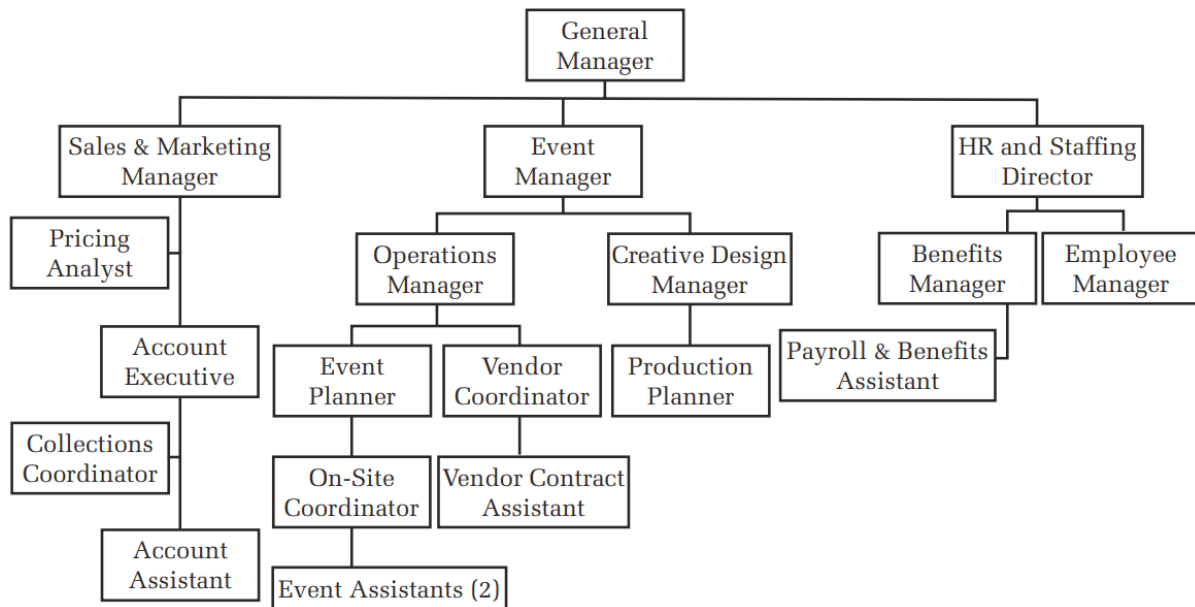 General
Manager
Sales & Marketing
Manager
Event
Manager
HR and Staffing
Director
Pricing
Analyst
Operations
Manager
Creative Design
Manager
Benefits
Manager
Employee
Manager
Account
Executive
Event
Planner
Vendor
Coordinator
Production
Planner
Payroll & Benefits
Assistant
Collections
Coordinator
On-Site
Coordinator
Vendor Contract
Assistant
Account
Assistant
Event Assistants (2)